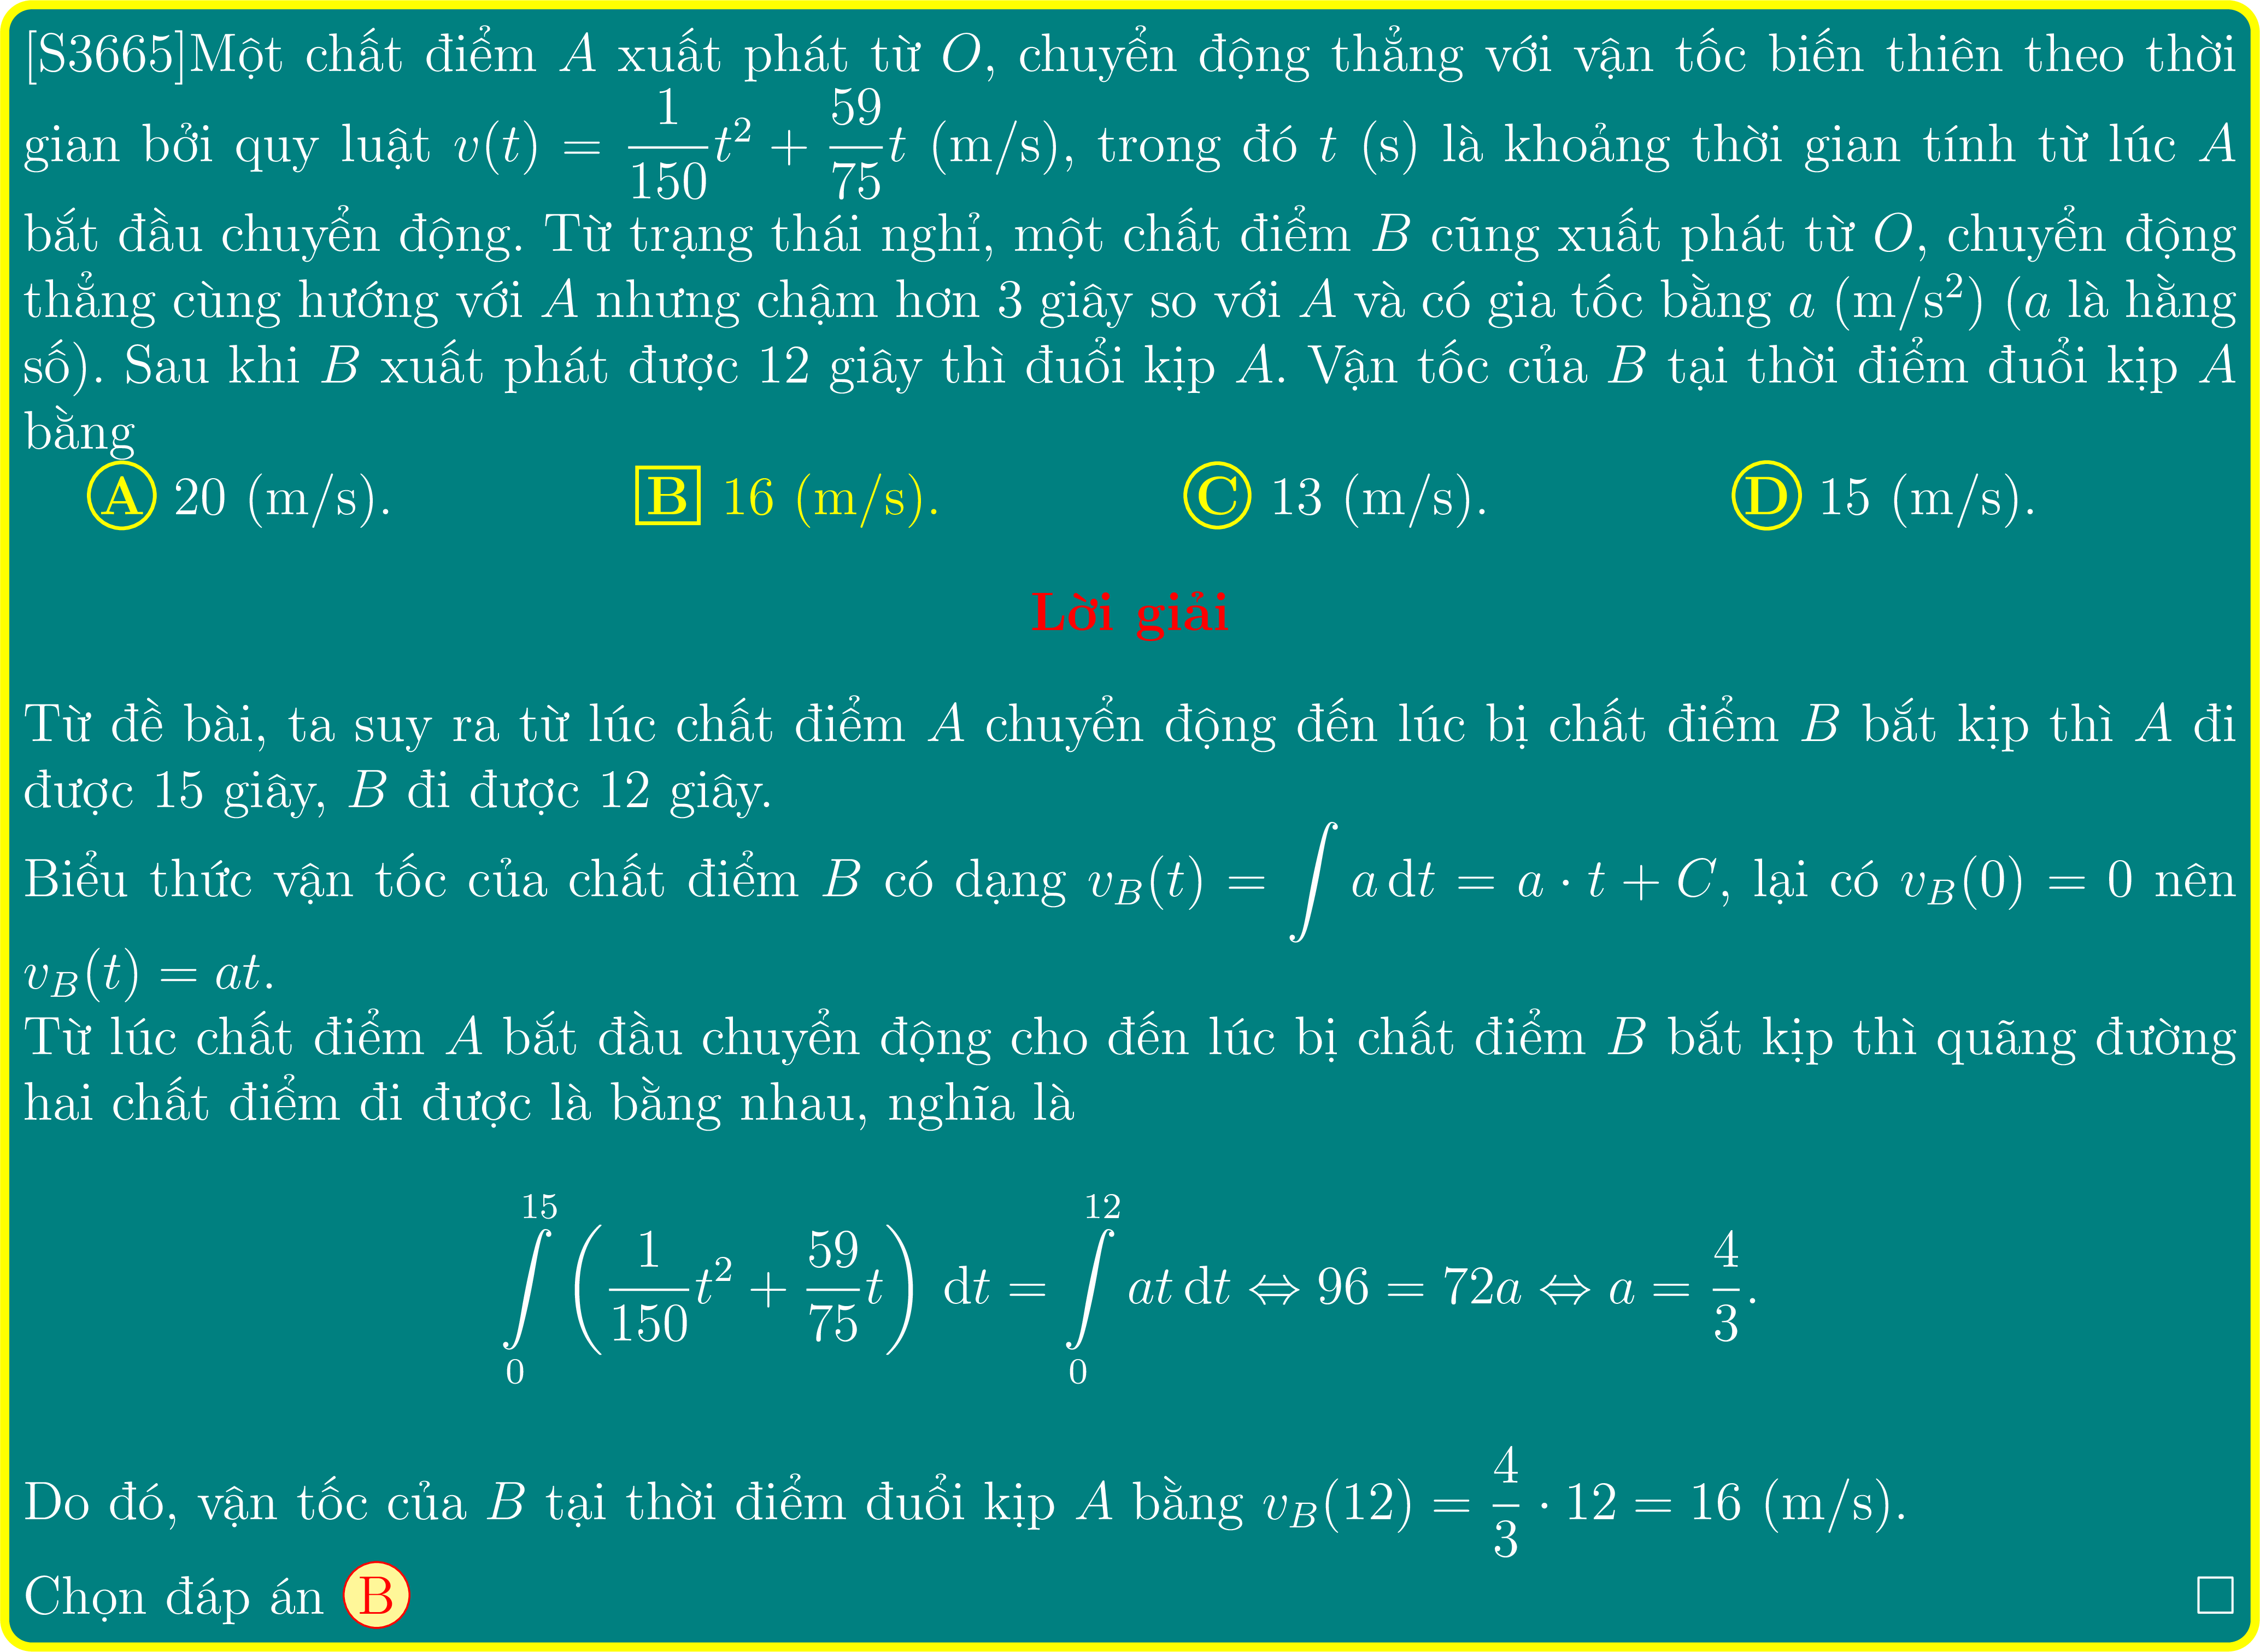 [S3665]Một chất điểm A xuất phát từ O, chuyển động thẳng với vận tốc biến thiên theo thời
gian bởi quy luật v(t) = \frac{1}{150}t^2 + \frac{59}{75}t (m/s), trong đó t (s) là khoảng thời gian tính từ lúc A
bắt đầu chuyển động. Từ trạng thái nghỉ, một chất điểm B cũng xuất phát từ O, chuyển động
thẳng cùng hướng với A nhưng chậm hơn 3 giây so với A và có gia tốc bằng a (m/s^2) (a là hằng
số). Sau khi B xuất phát được 12 giây thì đuổi kịp A. Vận tốc của B tại thời điểm đuổi kịp A
bằng
A 20 (m/s). B 16 (m/s). C 13 (m/s). D 15 (m/s).
Lời giải
Từ đề bài, ta suy ra từ lúc chất điểm A chuyển động đến lúc bị chất điểm B bắt kịp thì A đi
được 15 giây, B đi được 12 giây.
Biểu thức vận tốc của chất điểm B có dạng v_B(t) = \int a dt = a · t + C, lại có v_B(0) = 0 nên
v_B(t) = at.
Từ lúc chất điểm A bắt đầu chuyển động cho đến lúc bị chất điểm B bắt kịp thì quãng đường
hai chất điểm đi được là bằng nhau, nghĩa là
\int_0^{15} (\frac{1}{150}t^2 + \frac{59}{75}t) dt = \int_0^{12} at dt ⇔ 96 = 72a ⇔ a = \frac{4}{3}.
Do đó, vận tốc của B tại thời điểm đuổi kịp A bằng v_B(12) = \frac{4}{3} · 12 = 16 (m/s).
Chọn đáp án B □